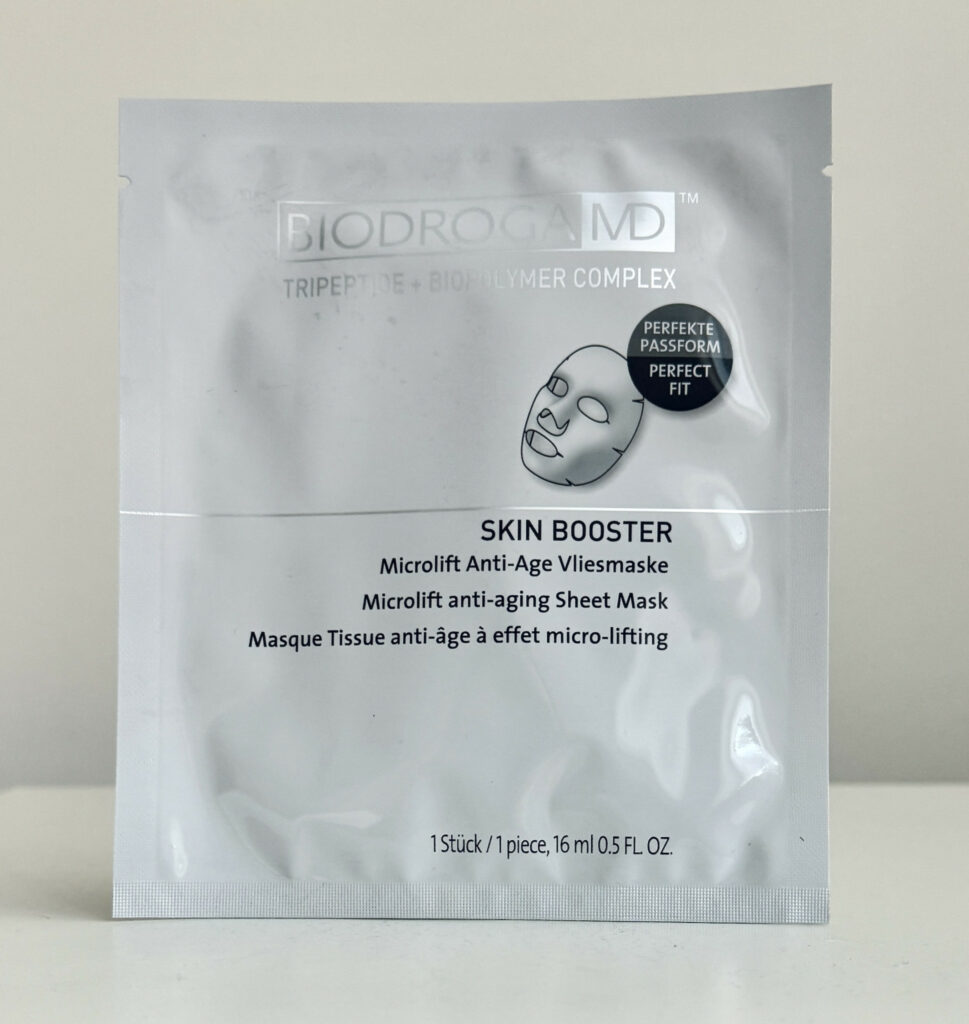 BIODROGA MD™
TRIPEPTIDE + BIOPOLYMER COMPLEX
PERFEKTE
PASSFORM
PERFECT
FIT
SKIN BOOSTER
Microlift Anti-Age Vliesmaske
Microlift anti-aging Sheet Mask
Masque Tissue anti-âge à effet micro-lifting
1 Stück / 1 piece, 16 ml 0.5 FL. OZ.